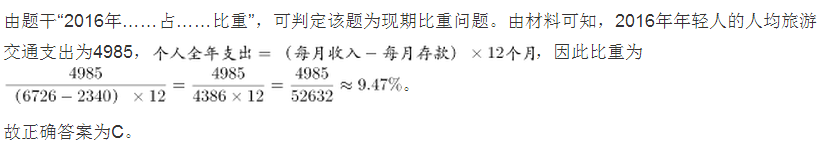 由题干“2016年……占……比重”，可判定该题为现期比重问题。由材料可知，2016年年轻人的人均旅游
交通支出为4985，个人全年支出 = （每月收入 − 每月存款） × 12个月，因此比重为
4985/（6726 − 2340） × 12 = 4985/4386 × 12 = 4985/52632 ≈ 9.47%。
故正确答案为C。